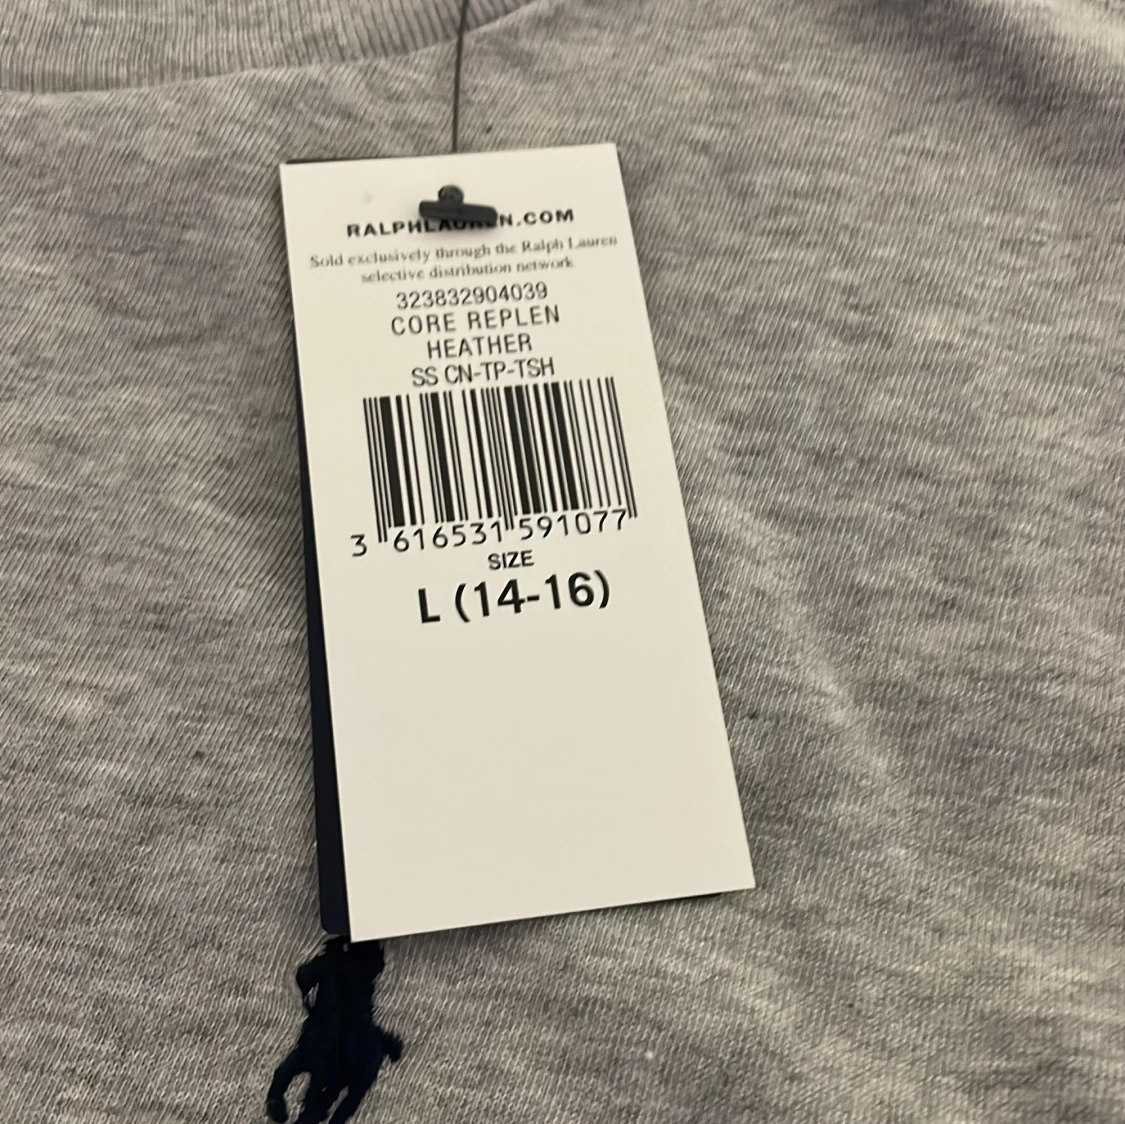 RALPHLAUREN.COM
Sold exclusively through the Ralph Lauren
selective distribution network
323832904039
CORE REPLEN
HEATHER
SS CN-TP-TSH
3 616531 591077
SIZE
L (14-16)